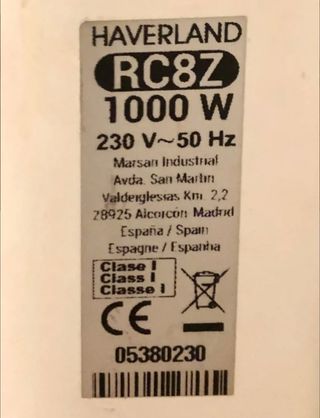 HAVERLAND
RC8Z
1000 W
230 V~50 Hz
Marsan Industrial
Avda. San Martin
Valdeiglesias Km. 2,2
28925 Alcorcón Madrid
España / Spain
Espagne / Espanha
Clase I
Class I
Classe I
CE
05380230